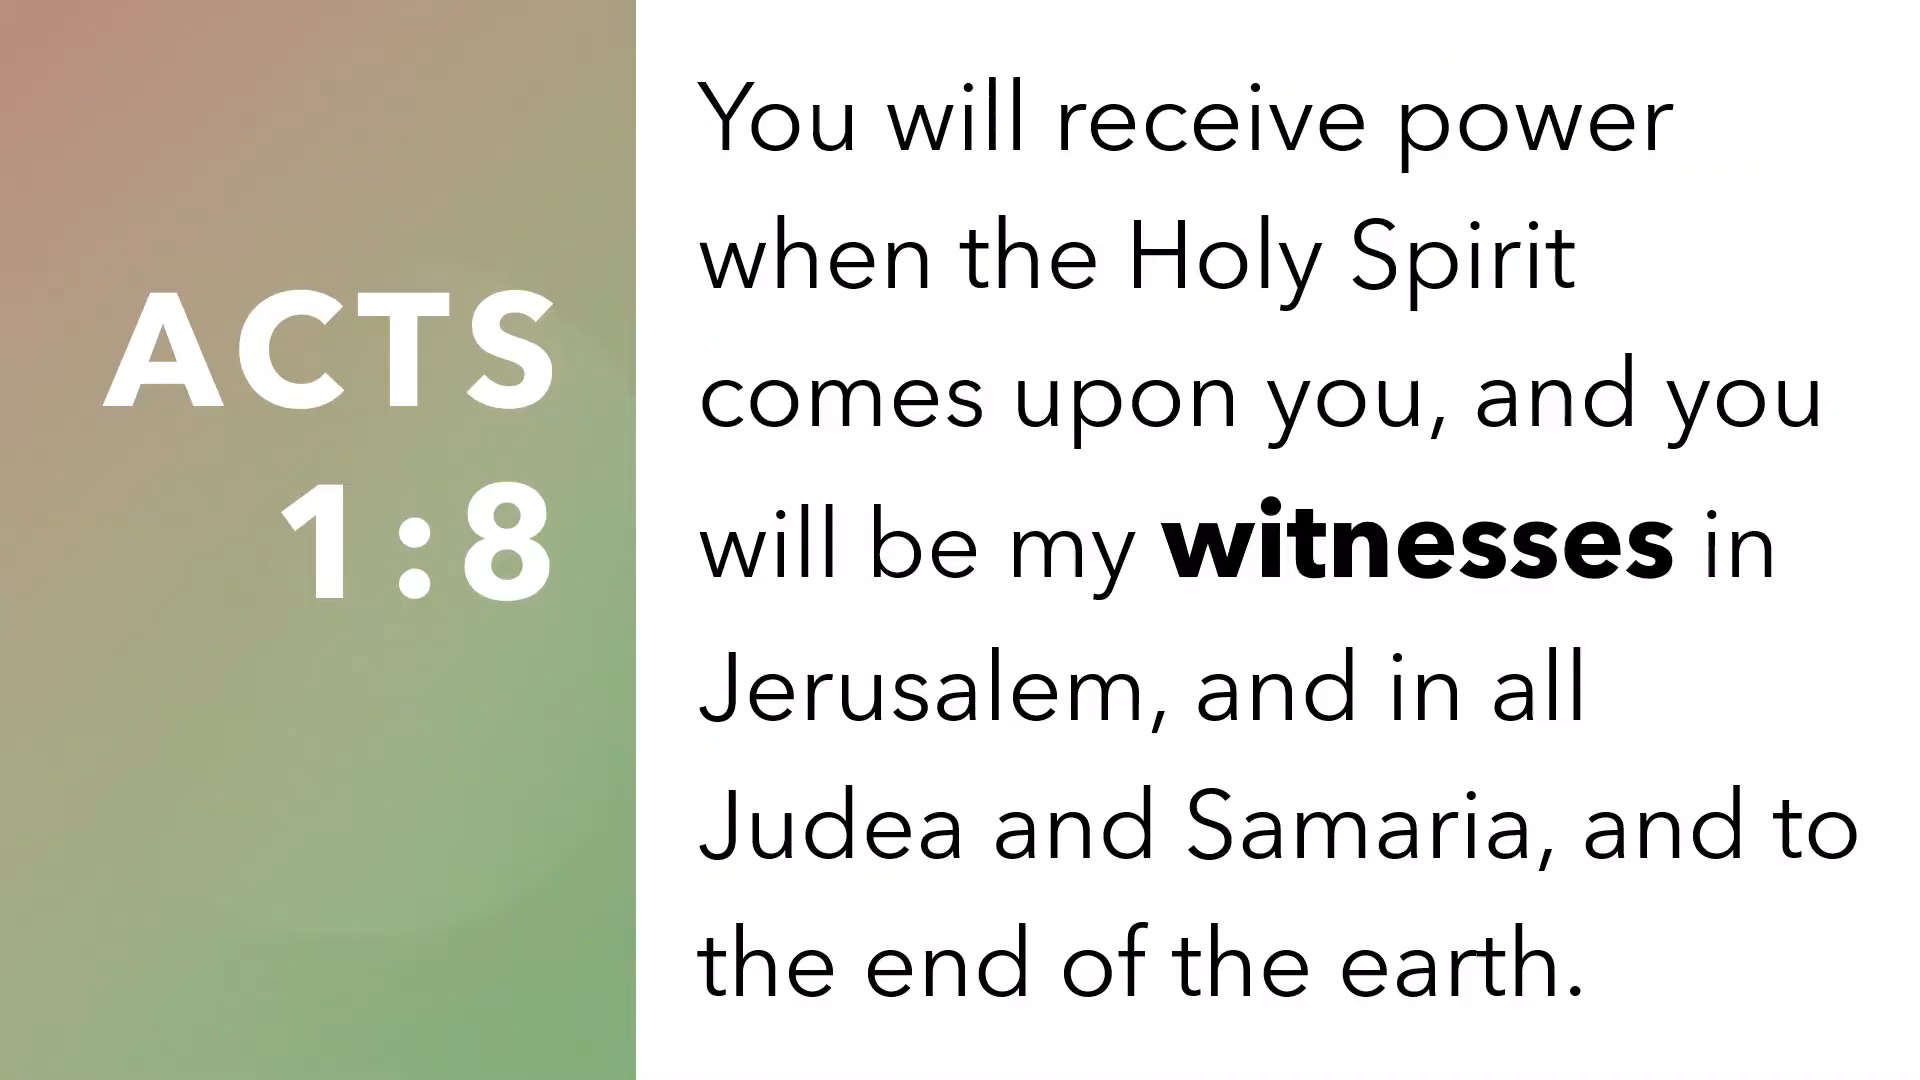 ACTS
1:8
You will receive power
when the Holy Spirit
comes upon you, and you
will be my witnesses in
Jerusalem, and in all
Judea and Samaria, and to
the end of the earth.